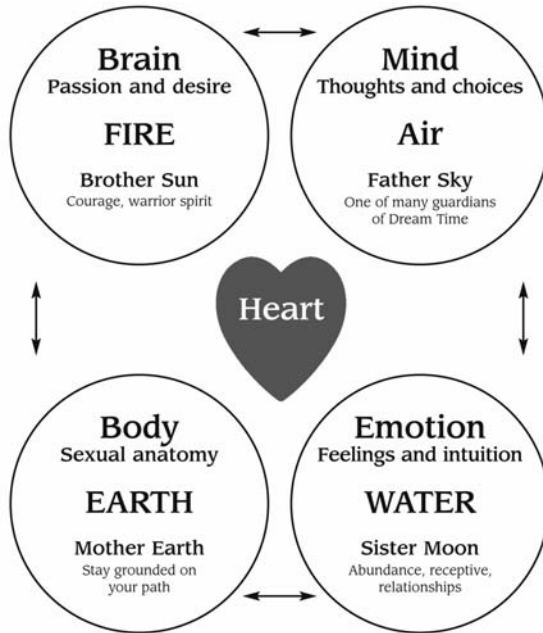 Brain
Passion and desire
FIRE
Brother Sun
Courage, warrior spirit
Mind
Thoughts and choices
Air
Father Sky
One of many guardians
of Dream Time
Heart
Body
Sexual anatomy
EARTH
Mother Earth
Stay grounded on
your path
Emotion
Feelings and intuition
WATER
Sister Moon
Abundance, receptive,
relationships